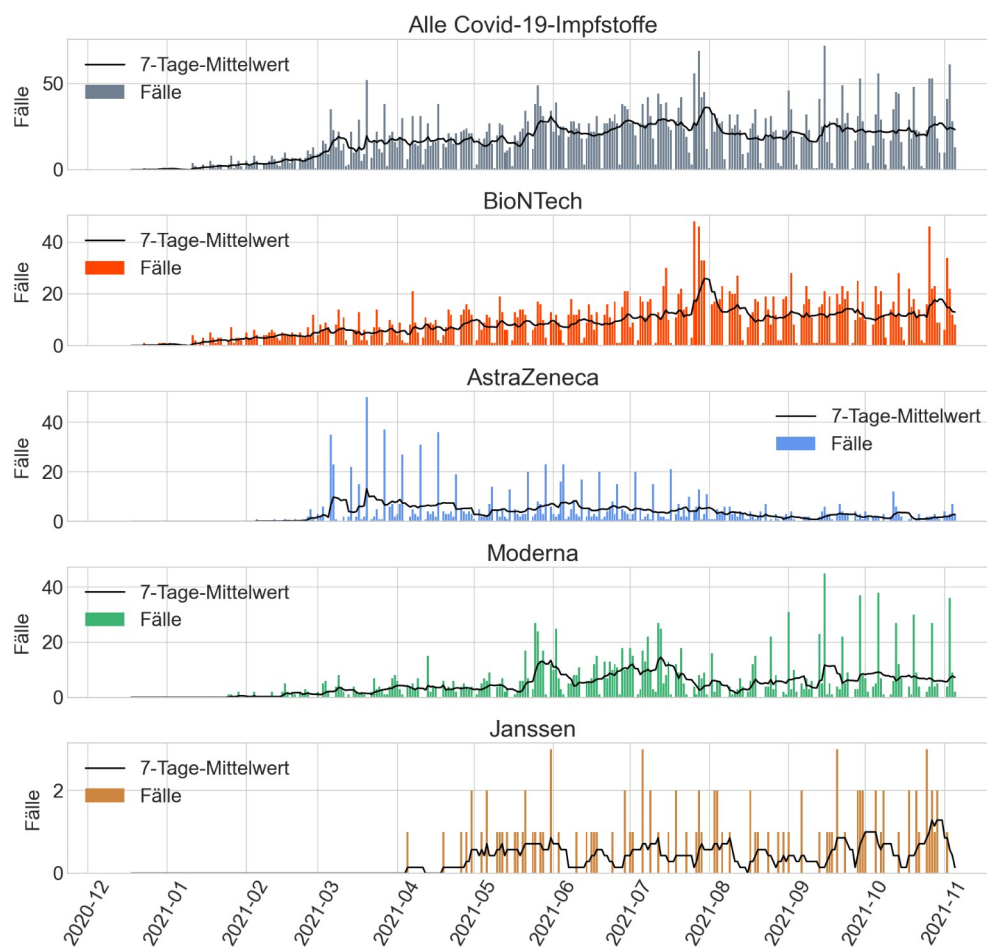 Alle Covid-19-Impfstoffe
Fälle
50
0
7-Tage-Mittelwert
Fälle
BioNTech
Fälle
40
20
0
7-Tage-Mittelwert
Fälle
AstraZeneca
Fälle
40
20
0
7-Tage-Mittelwert
Fälle
Moderna
Fälle
40
20
0
7-Tage-Mittelwert
Fälle
Janssen
Fälle
2
0
7-Tage-Mittelwert
Fälle
2020-12
2021-01
2021-02
2021-03
2021-04
2021-05
2021-06
2021-07
2021-08
2021-09
2021-10
2021-11